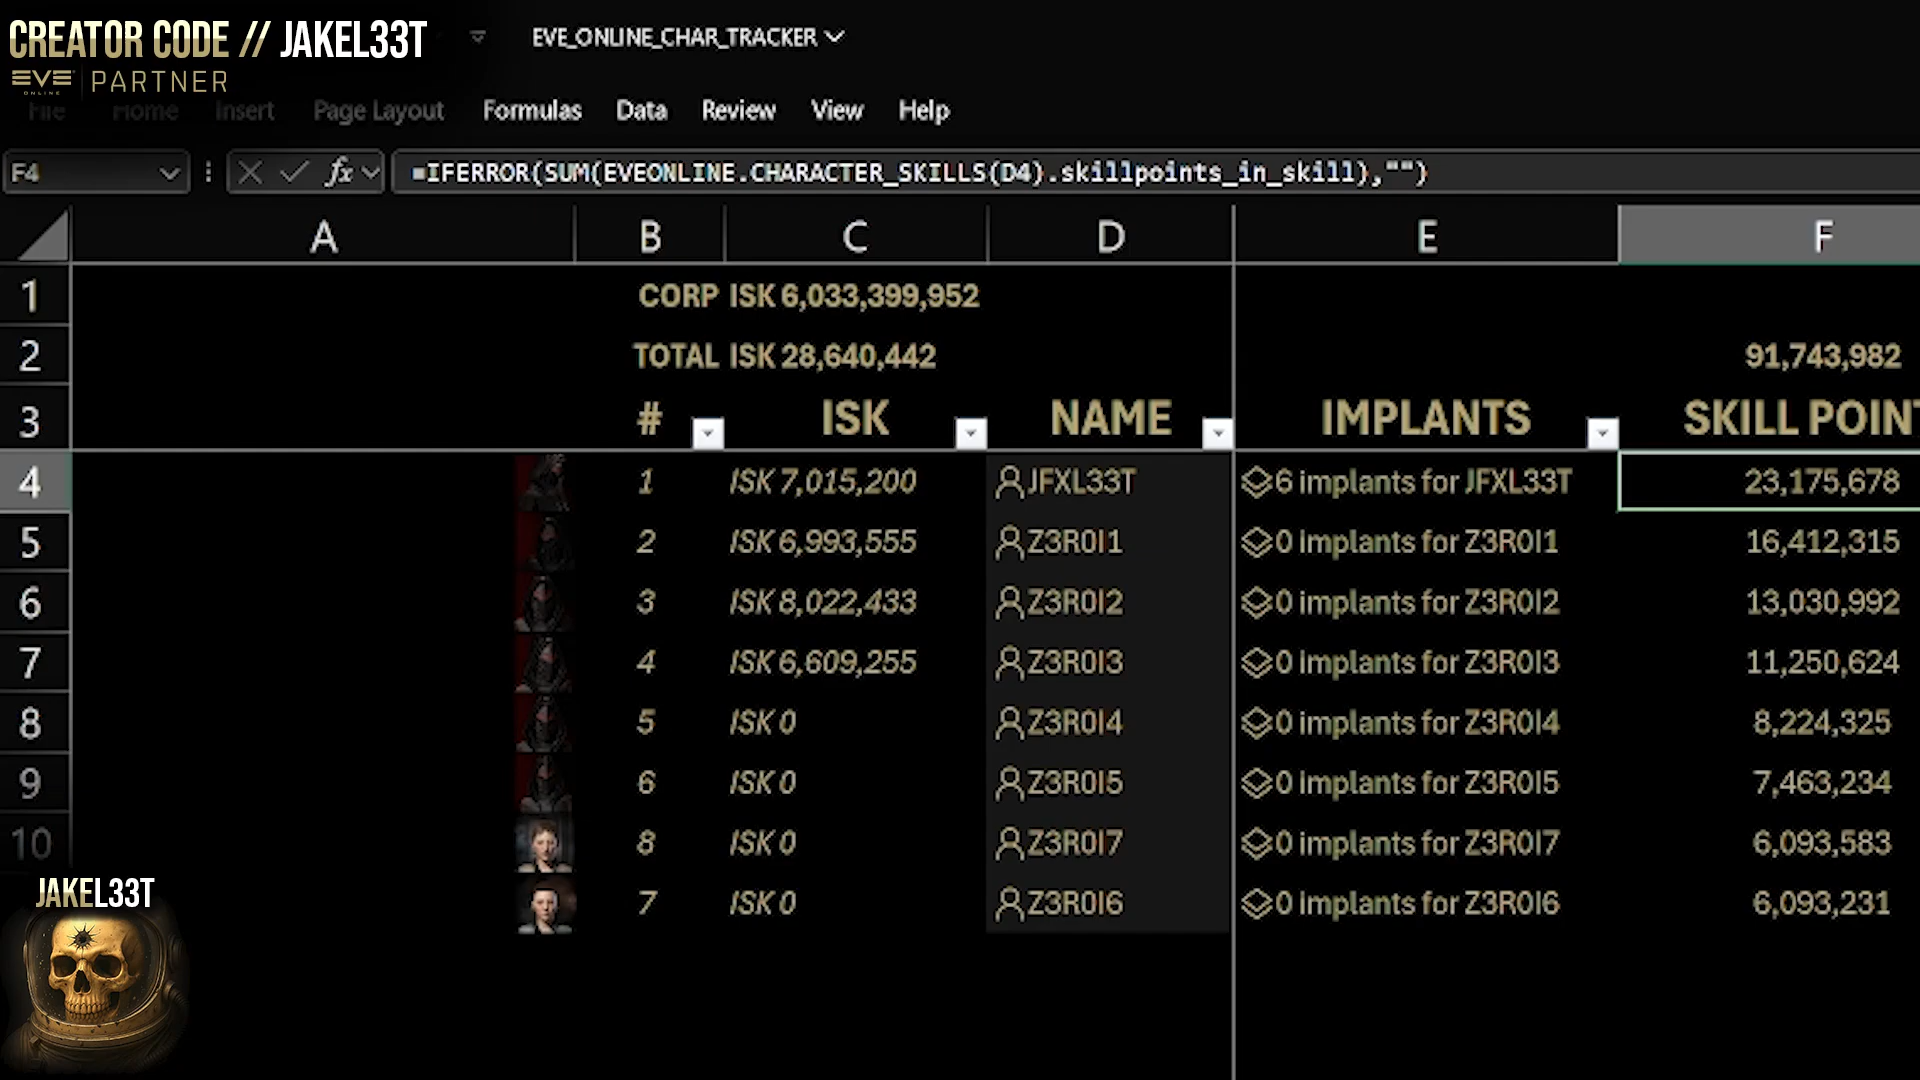 CREATOR CODE // JAKEL33T
EVE ONLINE PARTNER
EVE_ONLINE_CHAR_TRACKER
File Home Insert Page Layout Formulas Data Review View Help
F4 fx =IFERROR(SUM(EVEONLINE.CHARACTER_SKILLS(D4).skillpoints_in_skill),"")
A B C D E F
1 CORP ISK 6,033,399,952
2 TOTAL ISK 28,640,442 91,743,982
3 # ISK NAME IMPLANTS SKILL POINT
4 1 ISK 7,015,200 JFXL33T 6 implants for JFXL33T 23,175,678
5 2 ISK 6,993,555 Z3R0I1 0 implants for Z3R0I1 16,412,315
6 3 ISK 8,022,433 Z3R0I2 0 implants for Z3R0I2 13,030,992
7 4 ISK 6,609,255 Z3R0I3 0 implants for Z3R0I3 11,250,624
8 5 ISK 0 Z3R0I4 0 implants for Z3R0I4 8,224,325
9 6 ISK 0 Z3R0I5 0 implants for Z3R0I5 7,463,234
10 8 ISK 0 Z3R0I7 0 implants for Z3R0I7 6,093,583
7 ISK 0 Z3R0I6 0 implants for Z3R0I6 6,093,231
JAKEL33T